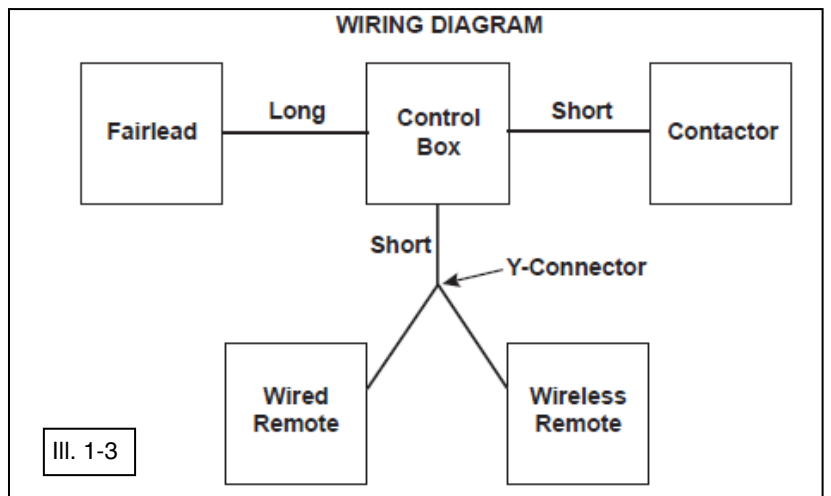 WIRING DIAGRAM
Fairlead
Long
Control
Box
Short
Contactor
Short
Y-Connector
Wired
Remote
Wireless
Remote
Ill. 1-3